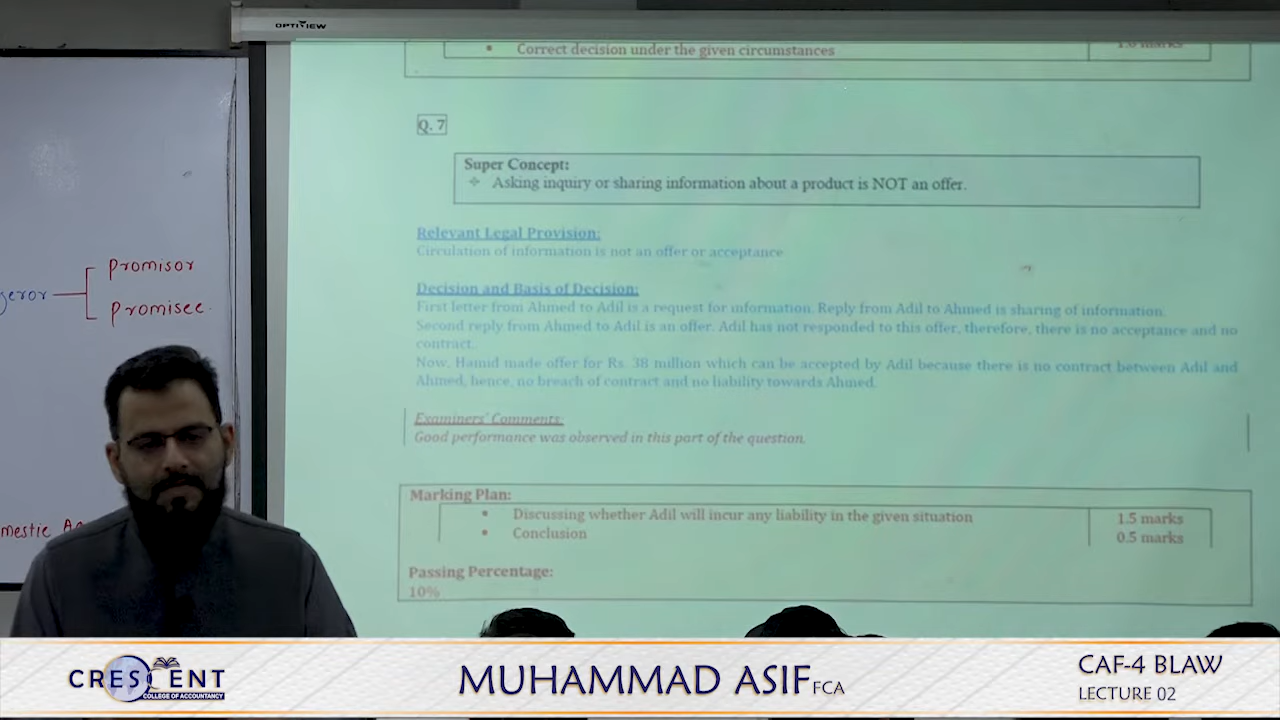 OPTIVIEW
• Correct decision under the given circumstances
1.0 marks
Q. 7
Super Concept:
Asking inquiry or sharing information about a product is NOT an offer.
Relevant Legal Provision:
Circulation of information is not an offer or acceptance
Decision and Basis of Decision:
First letter from Ahmed to Adil is a request for information. Reply from Adil to Ahmed is sharing of information.
Second reply from Ahmed to Adil is an offer. Adil has not responded to this offer, therefore, there is no acceptance and no
contract.
Now, Hamid made offer for Rs. 38 million which can be accepted by Adil because there is no contract between Adil and
Ahmed, hence, no breach of contract and no liability towards Ahmed.
Examiners' Comments:
Good performance was observed in this part of the question.
Marking Plan:
• Discussing whether Adil will incur any liability in the given situation 1.5 marks
• Conclusion 0.5 marks
Passing Percentage:
10%
Promisor
Promisee
CRESCENT
COLLEGE OF ACCOUNTANCY
MUHAMMAD ASIF FCA
CAF-4 BLAW
LECTURE 02